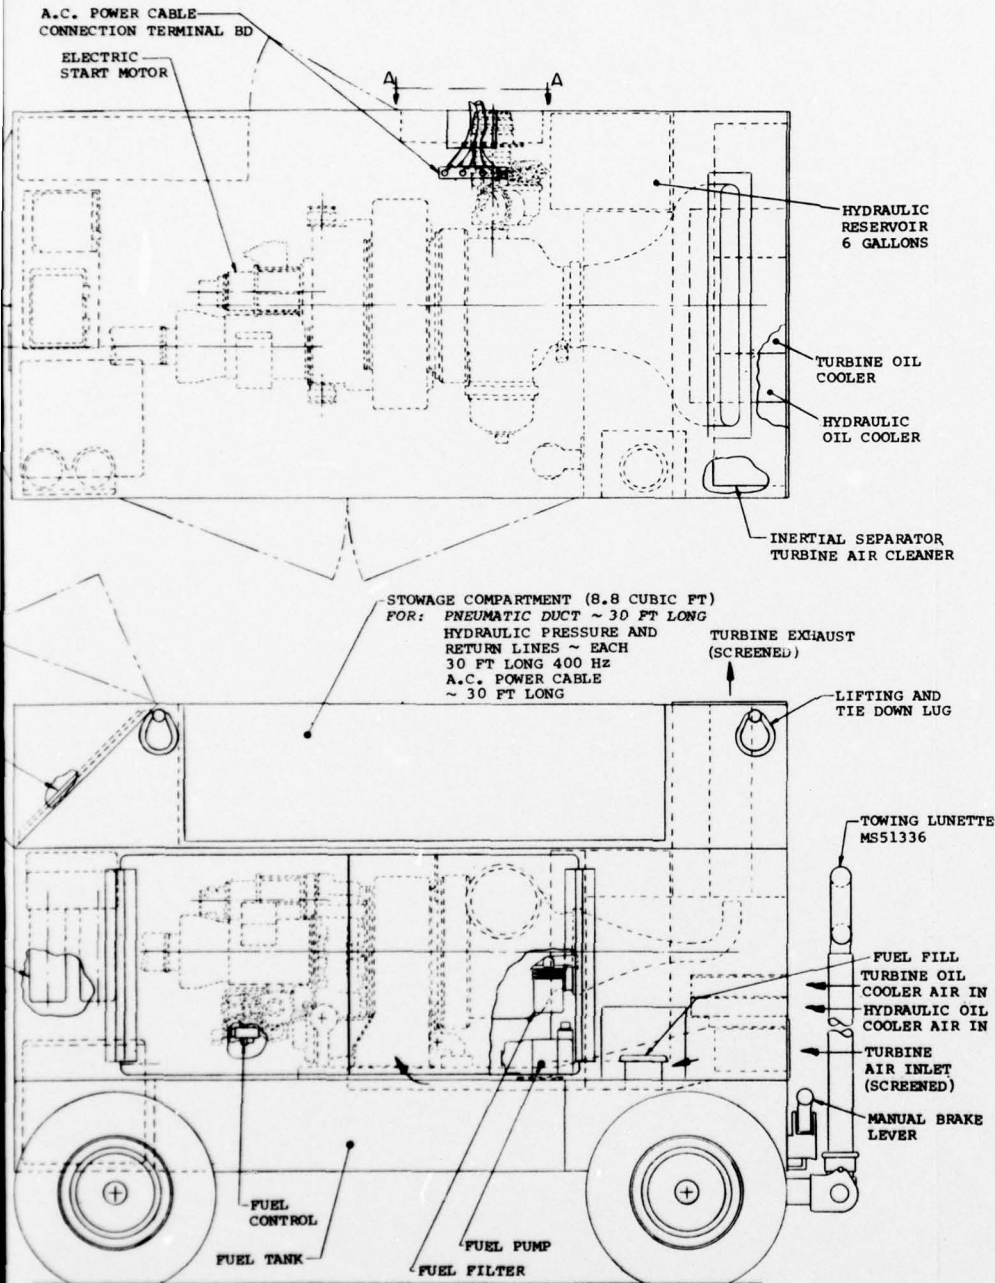 A.C. POWER CABLE
CONNECTION TERMINAL BD
ELECTRIC
START MOTOR
A A
HYDRAULIC
RESERVOIR
6 GALLONS
TURBINE OIL
COOLER
HYDRAULIC
OIL COOLER
INERTIAL SEPARATOR
TURBINE AIR CLEANER
STOWAGE COMPARTMENT (8.8 CUBIC FT)
FOR: PNEUMATIC DUCT ~ 30 FT LONG
HYDRAULIC PRESSURE AND
RETURN LINES ~ EACH
30 FT LONG 400 Hz
A.C. POWER CABLE
~ 30 FT LONG
TURBINE EXHAUST
(SCREENED)
LIFTING AND
TIE DOWN LUG
TOWING LUNETTE
MS51336
FUEL FILL
TURBINE OIL
COOLER AIR IN
HYDRAULIC OIL
COOLER AIR IN
TURBINE
AIR INLET
(SCREENED)
MANUAL BRAKE
LEVER
FUEL
CONTROL
FUEL TANK
FUEL PUMP
FUEL FILTER